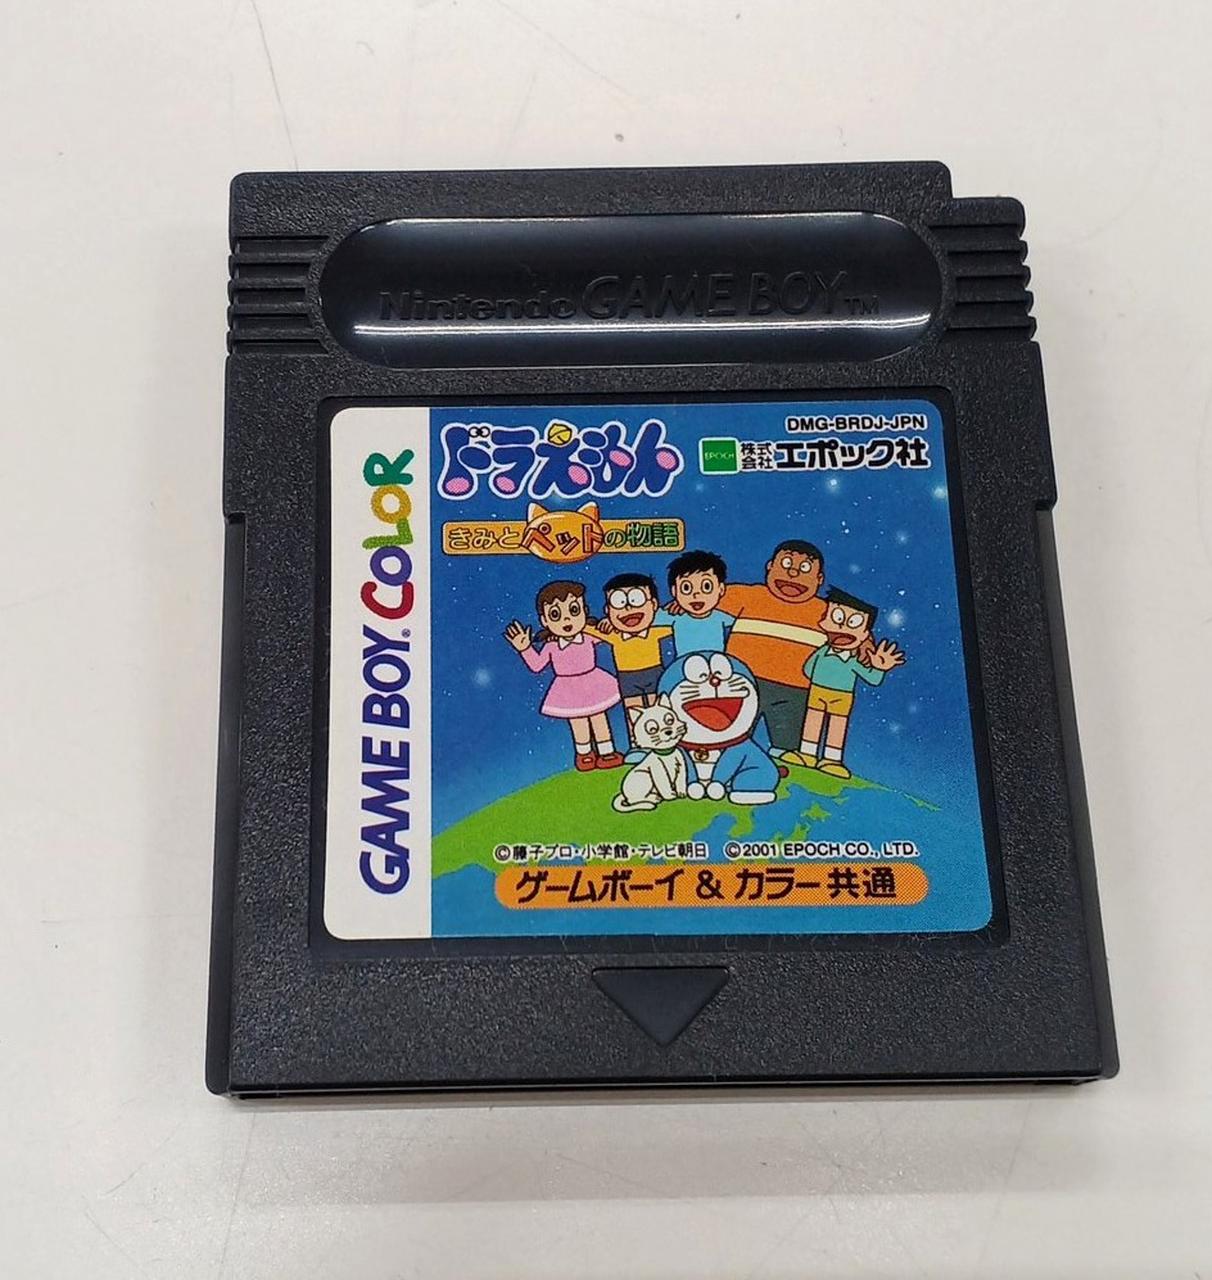 Nintendo GAME BOY TM
GAME BOY COLOR
ドラえもん
きみとペットの物語
DMG-BRDJ-JPN
EPOCH 株式会社 エポック社
©藤子プロ・小学館・テレビ朝日 ©2001 EPOCH CO., LTD.
ゲームボーイ & カラー共通